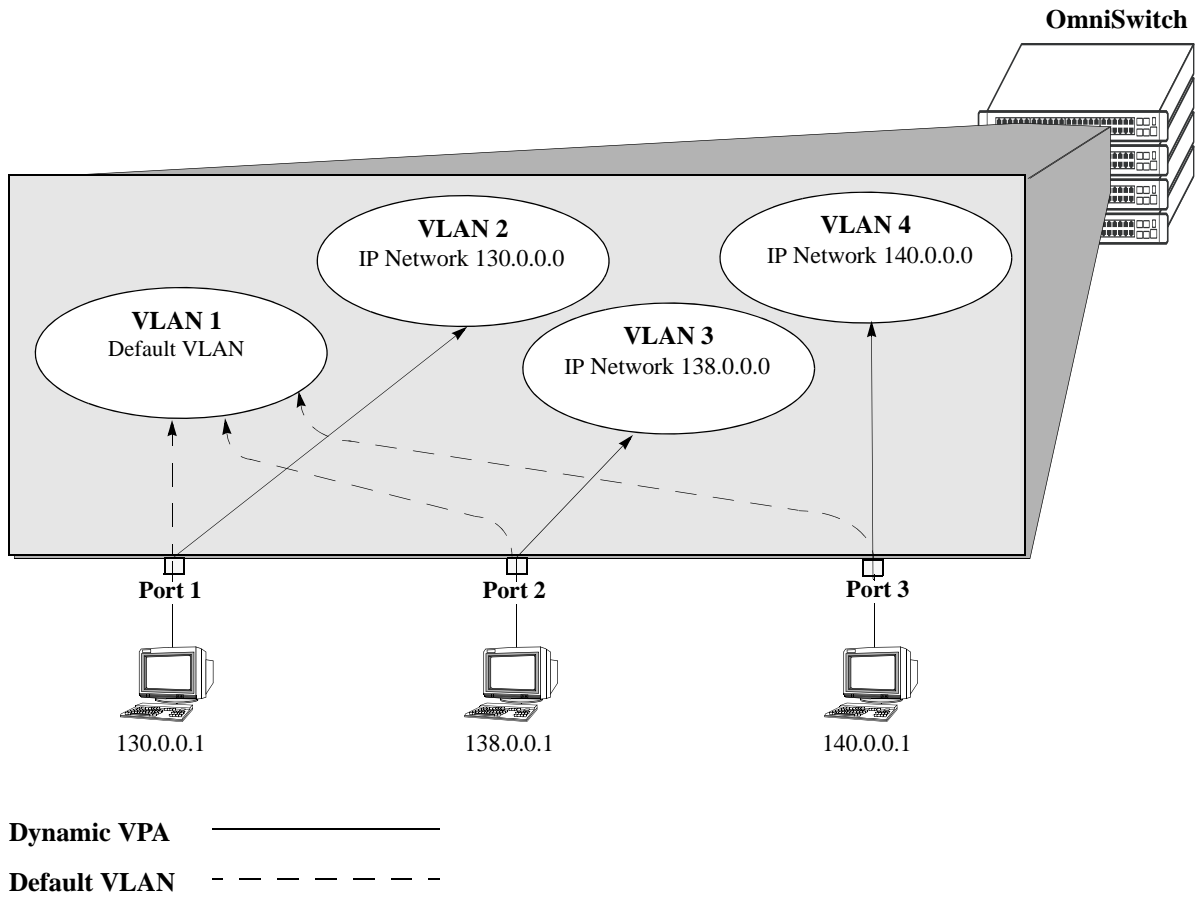 OmniSwitch
VLAN 2
IP Network 130.0.0.0
VLAN 4
IP Network 140.0.0.0
VLAN 1
Default VLAN
VLAN 3
IP Network 138.0.0.0
Port 1
Port 2
Port 3
130.0.0.1
138.0.0.1
140.0.0.1
Dynamic VPA
Default VLAN